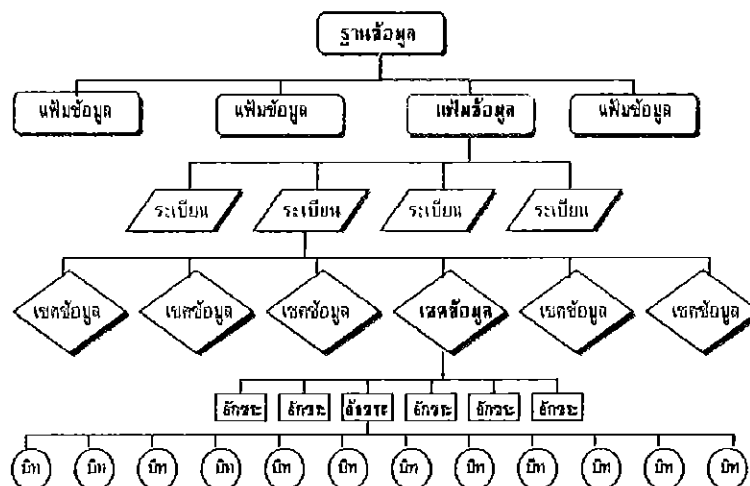 ฐานข้อมูล
แฟ้มข้อมูล แฟ้มข้อมูล แฟ้มข้อมูล แฟ้มข้อมูล
ระเบียน ระเบียน ระเบียน ระเบียน
เขตข้อมูล เขตข้อมูล เขตข้อมูล เขตข้อมูล เขตข้อมูล เขตข้อมูล
อักขระ อักขระ อักขระ อักขระ อักขระ อักขระ
บิท บิท บิท บิท บิท บิท บิท บิท บิท บิท บิท บิท